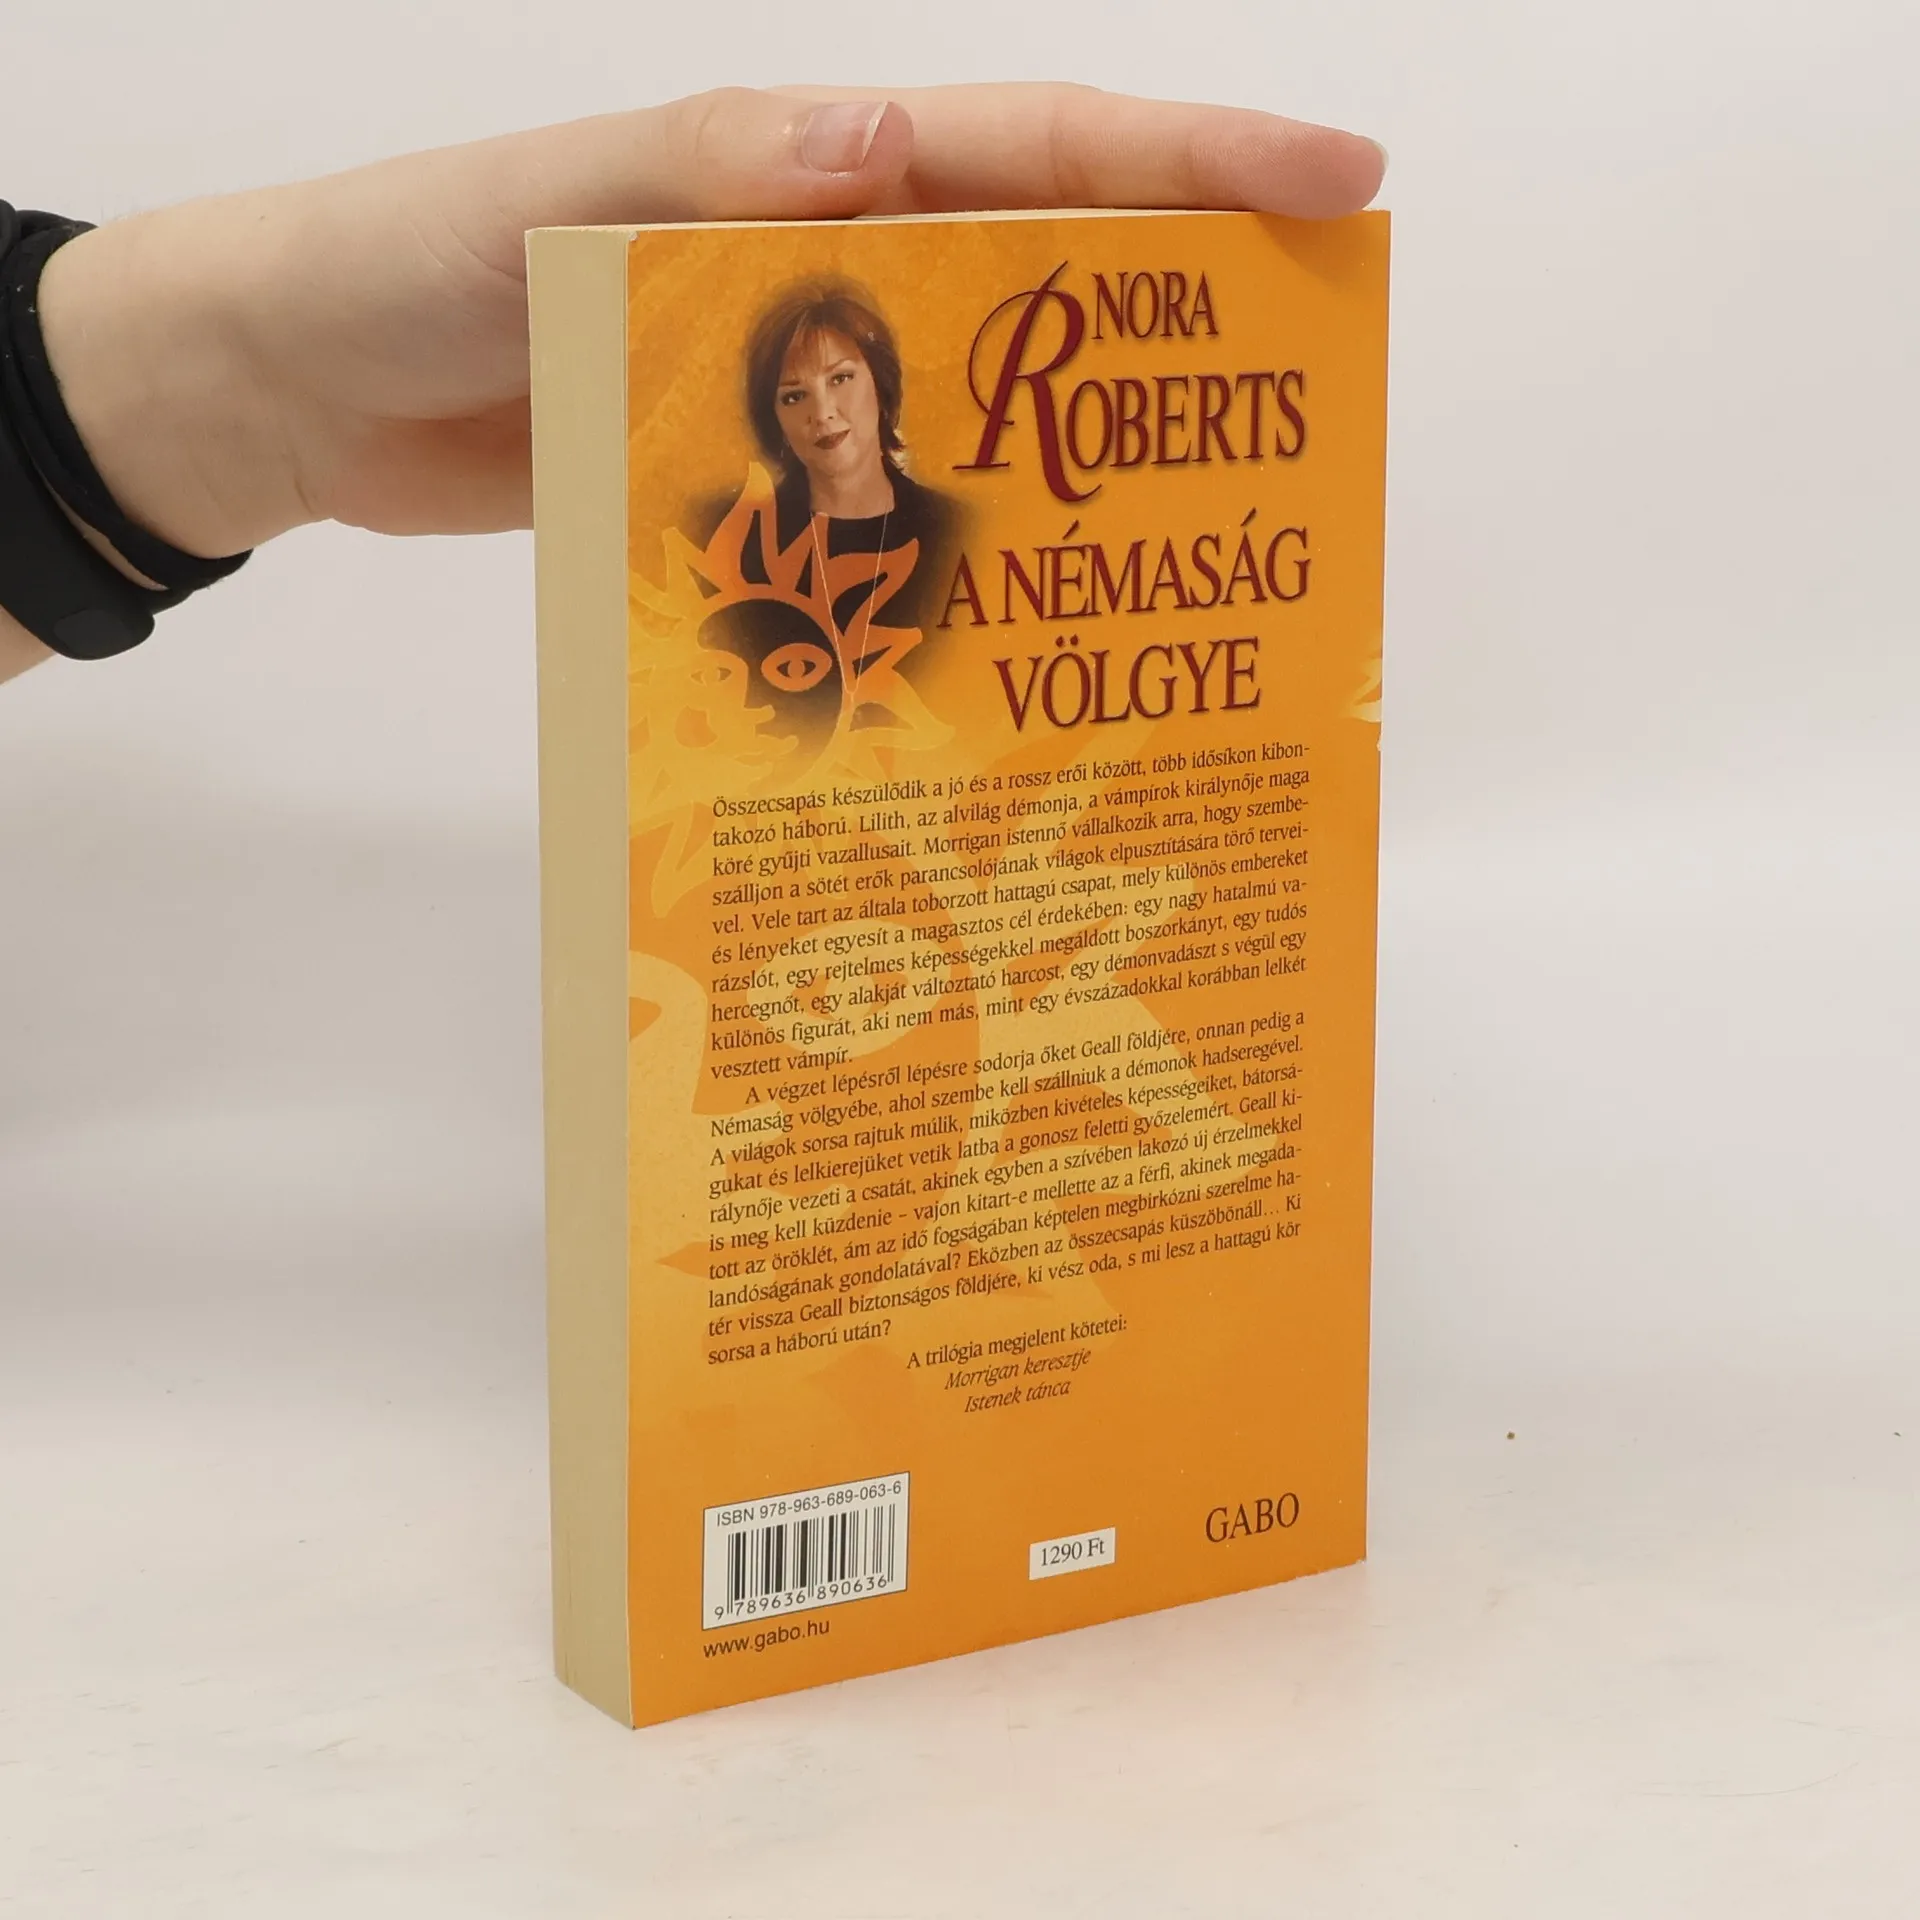 NORA
ROBERTS
A NÉMASÁG
VÖLGYE
Összecsapás készülődik a jó és a rossz erői között, több idősíkon kibon-
takozó háború. Lilith, az alvilág démonja, a vámpírok királynője maga
köré gyűjti vazallusait. Morrigan istennő vállalkozik arra, hogy szembe-
szálljon a sötét erők parancsolójának világok elpusztítására törő tervei-
vel. Vele tart az általa toborzott hattagú csapat, mely különös embereket
és lényeket egyesít a magasztos cél érdekében: egy nagy hatalmú va-
rázslót, egy rejtelmes képességekkel megáldott boszorkányt, egy tudós
hercegnőt, egy alakját változtató harcost, egy démonvadászt s végül egy
különös figurát, aki nem más, mint egy évszázadokkal korábban lelkét
vesztett vámpír.
A végzet lépésről lépésre sodorja őket Geall földjére, onnan pedig a
Némaság völgyébe, ahol szembe kell szállniuk a démonok hadseregével.
A világok sorsa rajtuk múlik, miközben kivételes képességeiket, bátorsá-
gukat és lelkierejüket vetik latba a gonosz feletti győzelemért. Geall ki-
rálynője vezeti a csatát, akinek egyben a szívében lakozó új érzelmekkel
is meg kell küzdenie – vajon kitart-e mellette az a férfi, akinek megada-
tott az öröklét, ám az idő fogságában képtelen megbirkózni szerelme ha-
landóságának gondolatával? Eközben az összecsapás küszöbönáll... Ki
tér vissza Geall biztonságos földjére, ki vész oda, s mi lesz a hattagú kör
sorsa a háború után?
A trilógia megjelent kötetei:
Morrigan keresztje
Istenek tánca
ISBN 978-963-689-063-6
9 789636 890636
www.gabo.hu
1290 Ft
GABO